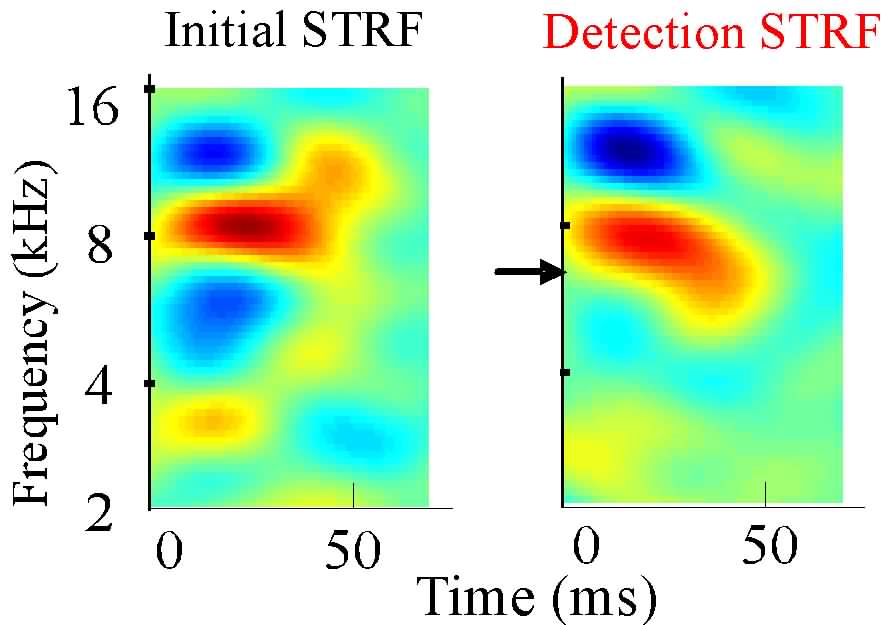 Initial STRF
Detection STRF
Frequency (kHz)
16
8
4
2
0 50
0 50
Time (ms)